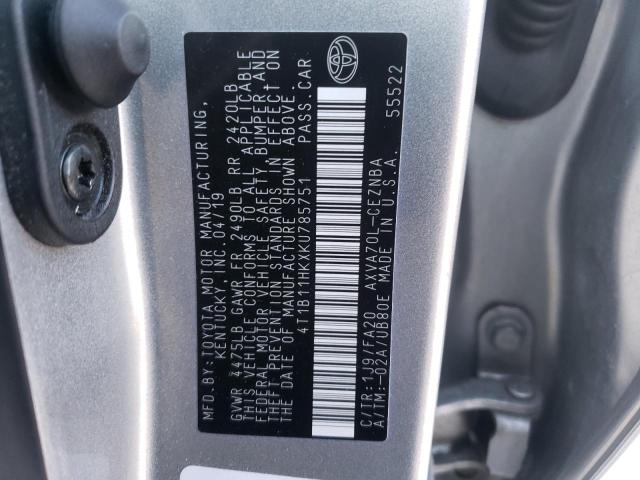 MFD.BY:TOYOTA MOTOR MANUFACTURING,
KENTUCKY, INC.04/19
GVWR 4475LB GAWR FR 2490LB RR 2420LB
THIS VEHICLE CONFORMS TO ALL APPLICABLE
FEDERAL MOTOR VEHICLE SAFETY, BUMPER, AND
THEFT PREVENTION STANDARDS IN EFFECT ON
THE DATE OF MANUFACTURE SHOWN ABOVE.
4T1B11HKXKU785751 PASS. CAR
C/TR:1J9/FA20 AXVA70L-CEZNBA
A/TM:-02A/UB80E MADE IN U.S.A. 55522